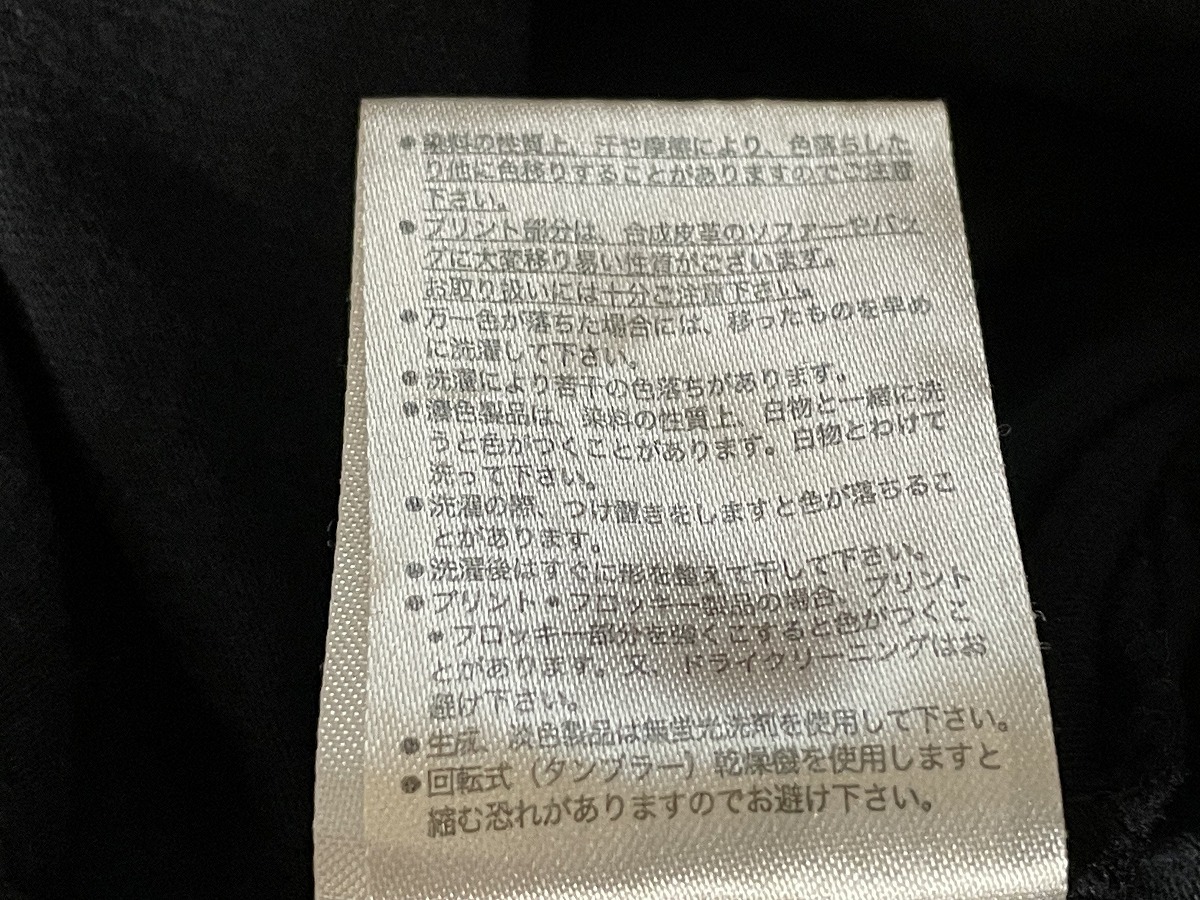 ●染料の性質上、汗や摩擦により、色落ちした
り他に色移りすることがありますのでご注意
下さい。
●プリント部分は、合成皮革のソファーやバッ
グに大変移り易い性質がございます。
お取り扱いには十分ご注意下さい。
●万一色が落ちた場合には、移ったものを早め
に洗濯して下さい。
●洗濯により若干の色落ちがあります。
●濃色製品は、染料の性質上、白物と一緒に洗
うと色がつくことがあります。白物とわけて
洗って下さい。
●洗濯の際、つけ置きをしますと色が落ちるこ
とがあります。
●洗濯後はすぐに形を整えて干して下さい。
●プリント・フロッキー製品の場合、プリント
・フロッキー部分を強くこすると色がつくこ
とがあります。又、ドライクリーニングはお
避け下さい。
●生成、淡色製品は無蛍光洗剤を使用して下さい。
●回転式（タンブラー）乾燥機を使用しますと
縮む恐れがありますのでお避け下さい。